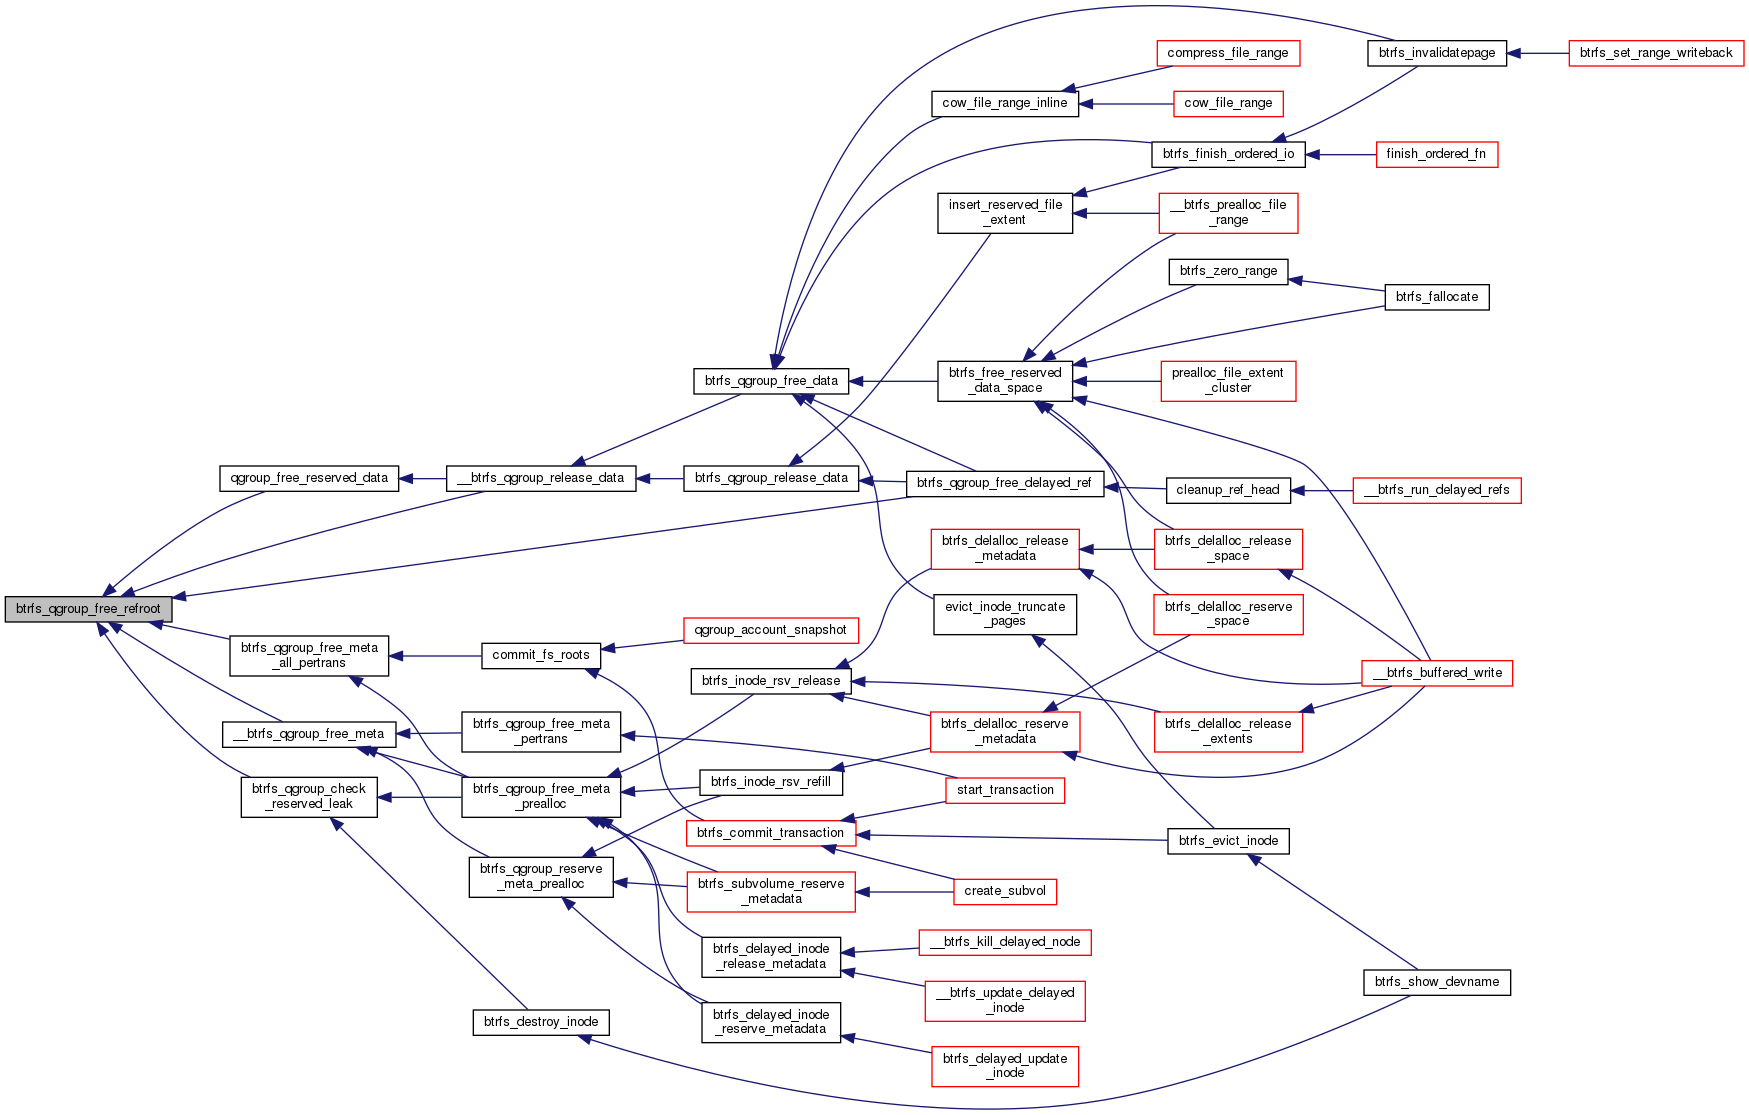 btrfs_qgroup_free_refroot
qgroup_free_reserved_data
btrfs_qgroup_free_meta
_all_pertrans
__btrfs_qgroup_free_meta
btrfs_qgroup_check
_reserved_leak
__btrfs_qgroup_release_data
commit_fs_roots
btrfs_qgroup_free_meta
_pertrans
btrfs_qgroup_free_meta
_prealloc
btrfs_qgroup_reserve
_meta_prealloc
btrfs_destroy_inode
btrfs_qgroup_free_data
btrfs_qgroup_release_data
qgroup_account_snapshot
btrfs_inode_rsv_release
btrfs_inode_rsv_refill
btrfs_commit_transaction
btrfs_subvolume_reserve
_metadata
btrfs_delayed_inode
_release_metadata
btrfs_delayed_inode
_reserve_metadata
cow_file_range_inline
insert_reserved_file
_extent
btrfs_free_reserved
_data_space
btrfs_qgroup_free_delayed_ref
btrfs_delalloc_release
_metadata
evict_inode_truncate
_pages
btrfs_delalloc_reserve
_metadata
start_transaction
create_subvol
__btrfs_kill_delayed_node
__btrfs_update_delayed
_inode
btrfs_delayed_update
_inode
compress_file_range
cow_file_range
btrfs_finish_ordered_io
__btrfs_prealloc_file
_range
btrfs_zero_range
prealloc_file_extent
_cluster
cleanup_ref_head
btrfs_delalloc_release
_space
btrfs_delalloc_reserve
_space
btrfs_delalloc_release
_extents
btrfs_evict_inode
btrfs_invalidatepage
finish_ordered_fn
btrfs_fallocate
__btrfs_run_delayed_refs
__btrfs_buffered_write
btrfs_show_devname
btrfs_set_range_writeback